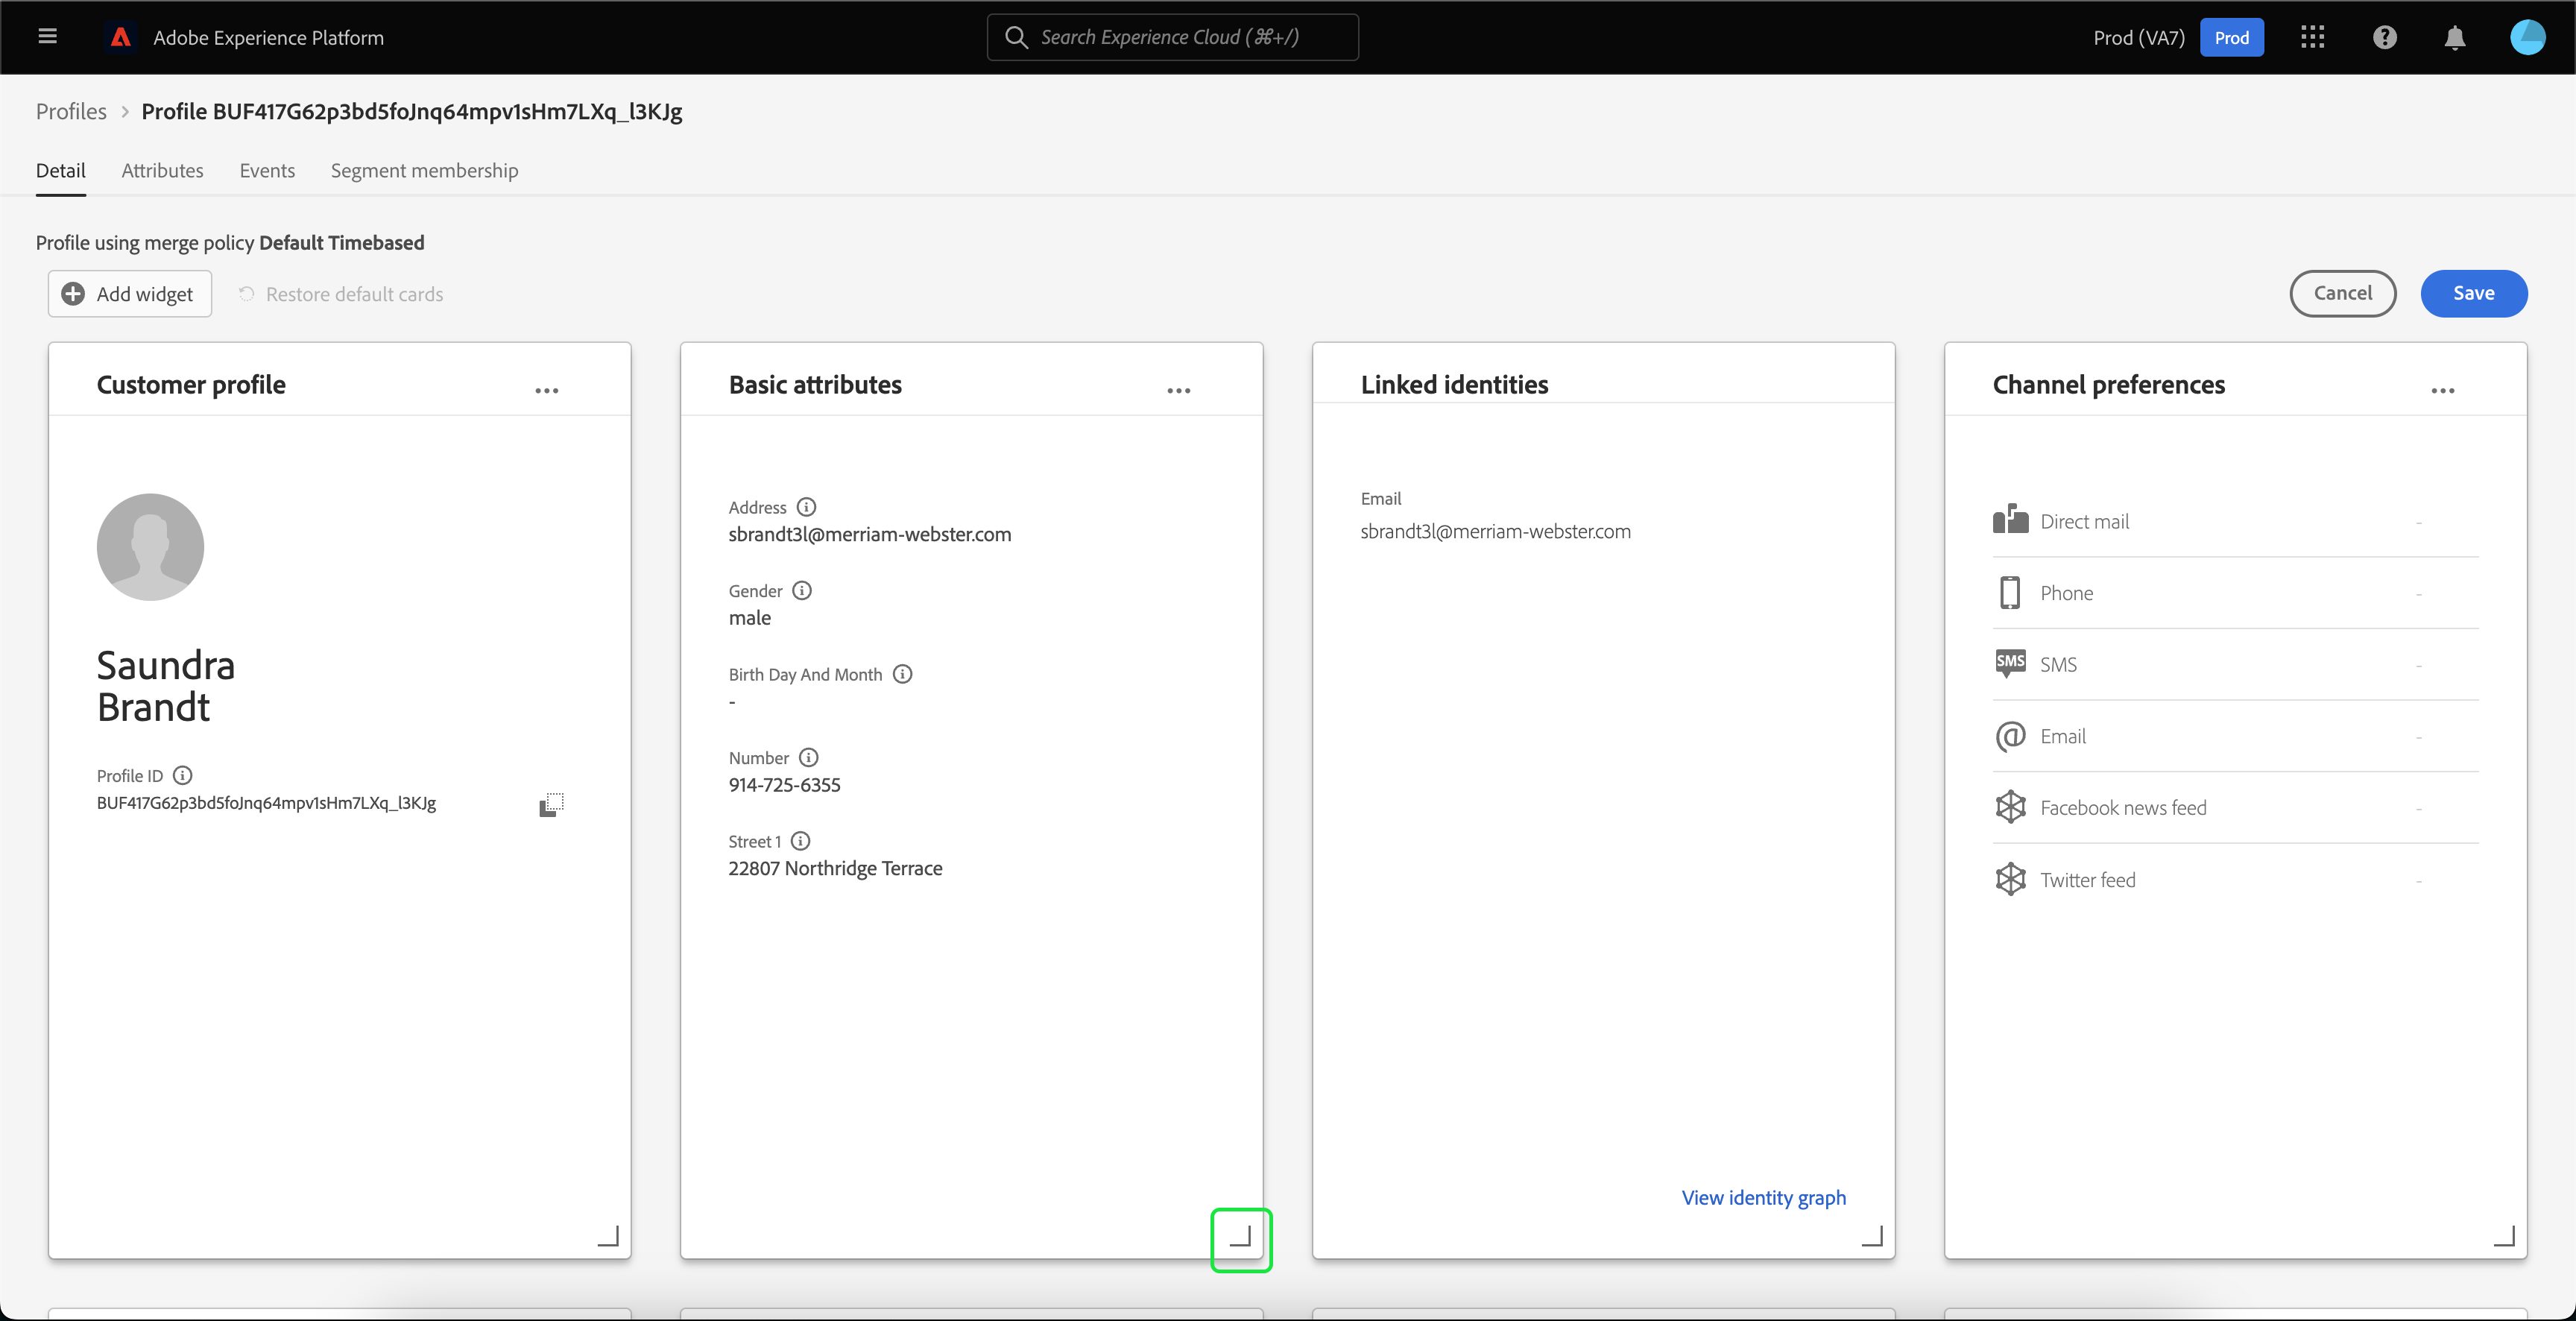 Adobe Experience Platform
Search Experience Cloud (⌘+/)
Prod (VA7)
Prod
Profiles > Profile BUF417G62p3bd5foJnq64mpv1sHm7LXq_l3KJg
Detail
Attributes
Events
Segment membership
Profile using merge policy Default Timebased
Add widget
Restore default cards
Cancel
Save
Customer profile
Saundra
Brandt
Profile ID
BUF417G62p3bd5foJnq64mpv1sHm7LXq_l3KJg
Basic attributes
Address
sbrandt3l@merriam-webster.com
Gender
male
Birth Day And Month
-
Number
914-725-6355
Street 1
22807 Northridge Terrace
Linked identities
Email
sbrandt3l@merriam-webster.com
View identity graph
Channel preferences
Direct mail -
Phone -
SMS SMS -
Email -
Facebook news feed -
Twitter feed -